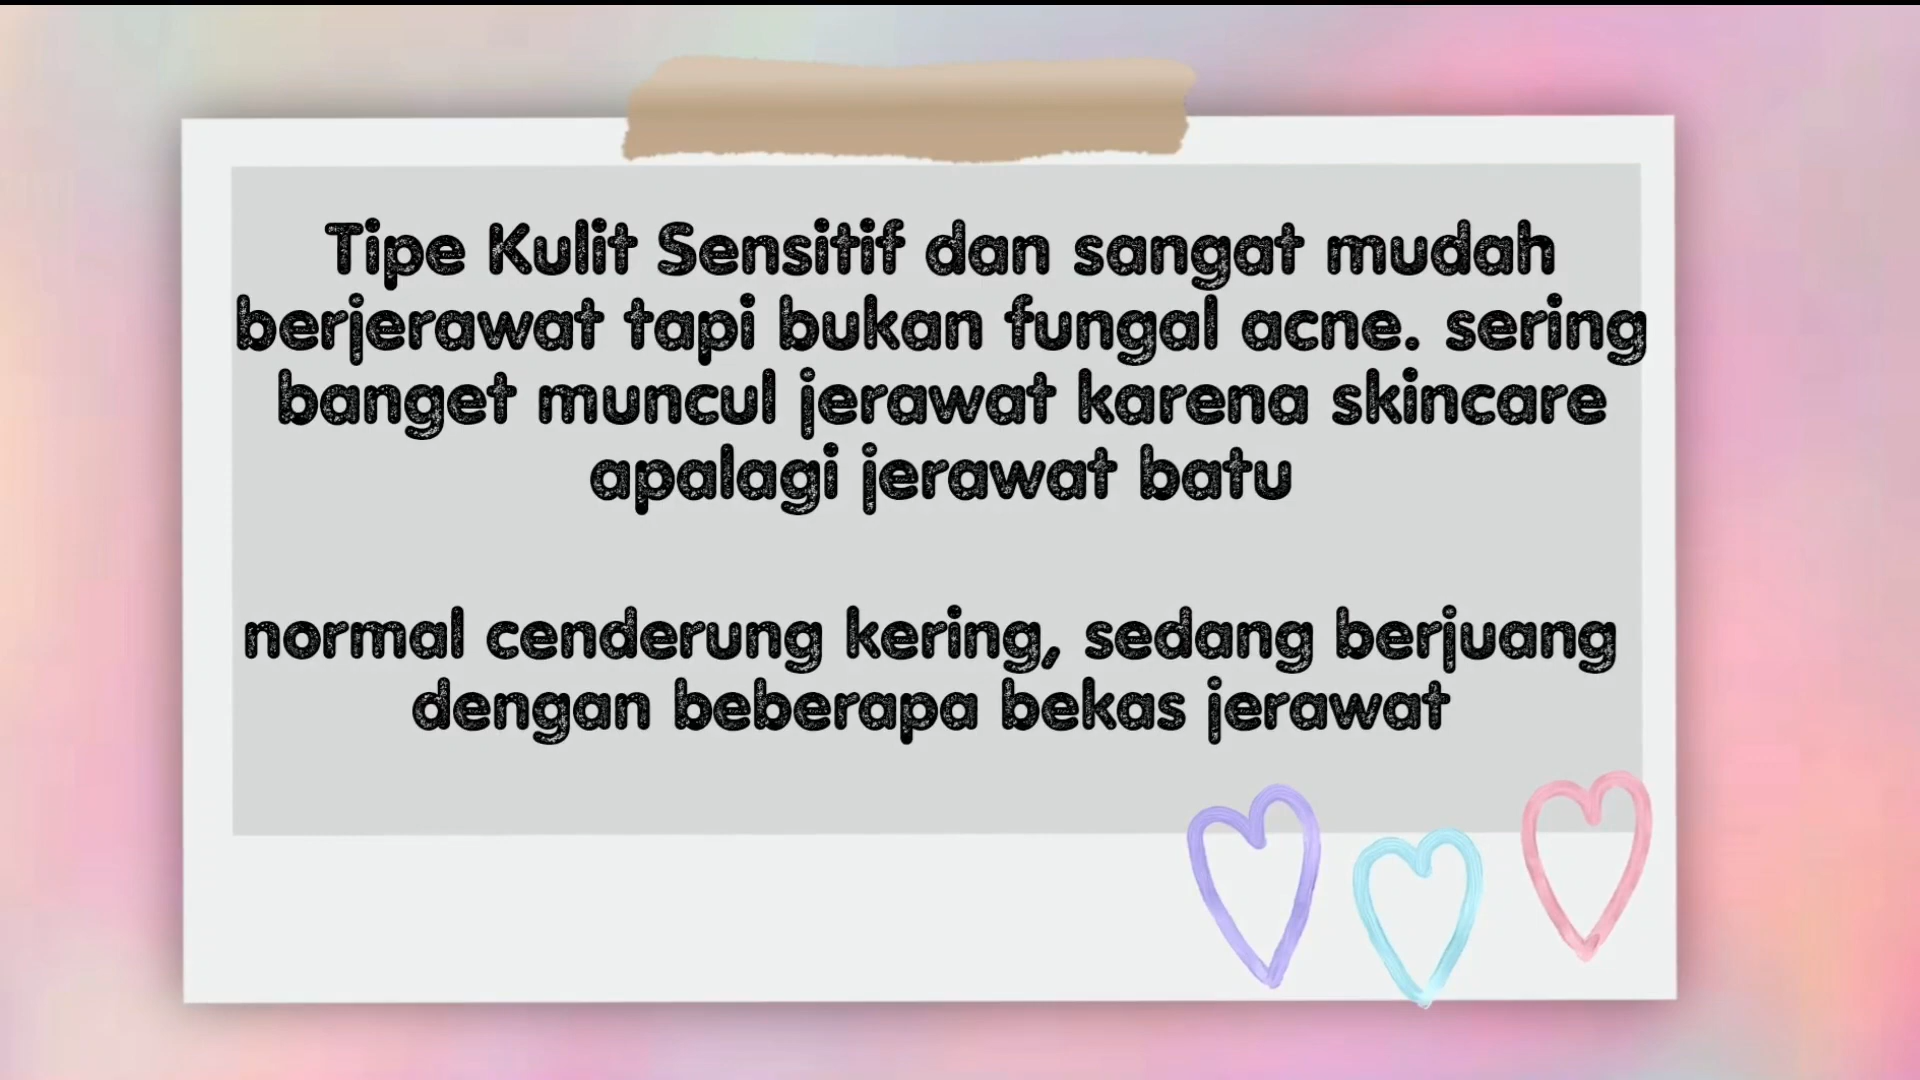 Tipe Kulit Sensitif dan sangat mudah
berjerawat tapi bukan fungal acne. sering
banget muncul jerawat karena skincare
apalagi jerawat batu
normal cenderung kering, sedang berjuang
dengan beberapa bekas jerawat